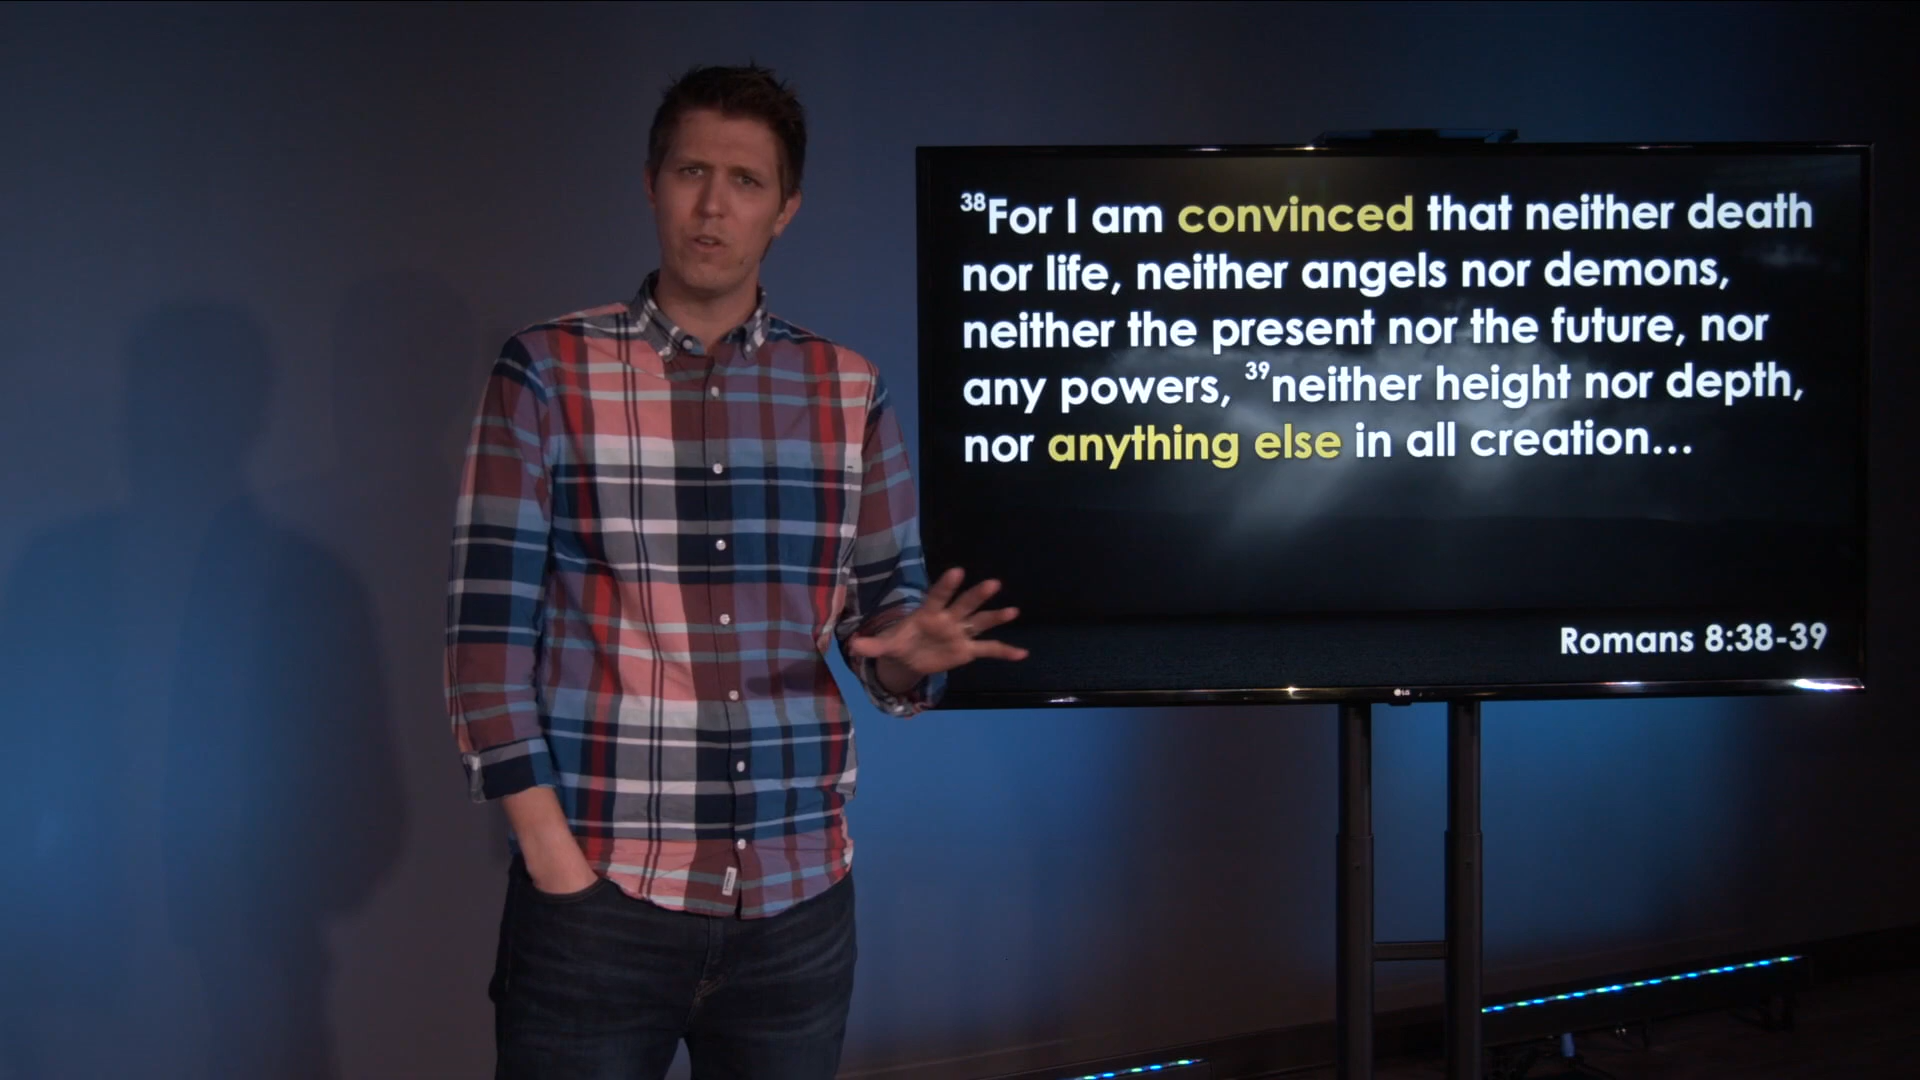 ³⁸For I am convinced that neither death
nor life, neither angels nor demons,
neither the present nor the future, nor
any powers, ³⁹neither height nor depth,
nor anything else in all creation...
Romans 8:38-39
LG